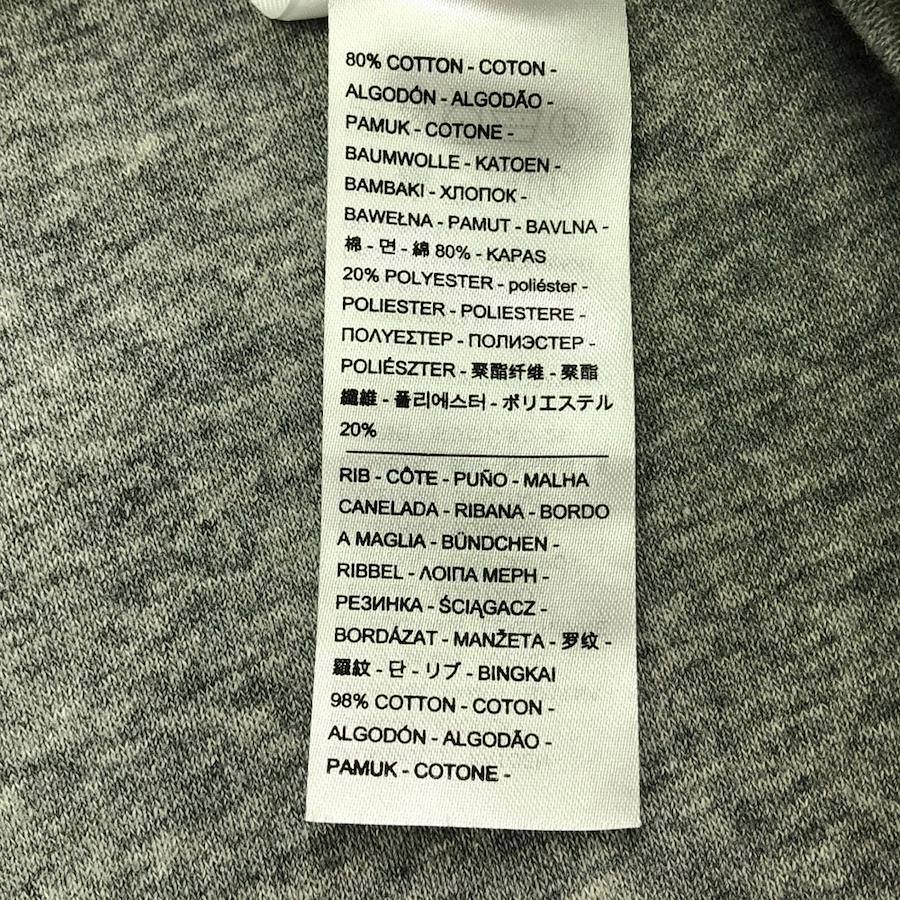 80% COTTON - COTON -
ALGODÓN - ALGODÃO -
PAMUK - COTONE -
BAUMWOLLE - KATOEN -
BAMBAKI - ХЛОПОК -
BAWEŁNA - PAMUT - BAVLNA -
棉 - 면 - 綿 80% - KAPAS
20% POLYESTER - poliéster -
POLIESTER - POLIESTERE -
ΠΟΛΥΕΣΤΕΡ - ПОЛИЭСТЕР -
POLIÉSZTER - 聚酯纤维 - 聚酯
纖維 - 폴리에스터 - ポリエステル
20%
RIB - CÔTE - PUÑO - MALHA
CANELADA - RIBANA - BORDO
A MAGLIA - BÜNDCHEN -
RIBBEL - ΛΟΙΠΑ ΜΕΡΗ -
РЕЗИНКА - ŚCIĄGACZ -
BORDÁZAT - MANŽETA - 罗纹 -
羅紋 - 단 - リブ - BINGKAI
98% COTTON - COTON -
ALGODÓN - ALGODÃO -
PAMUK - COTONE -